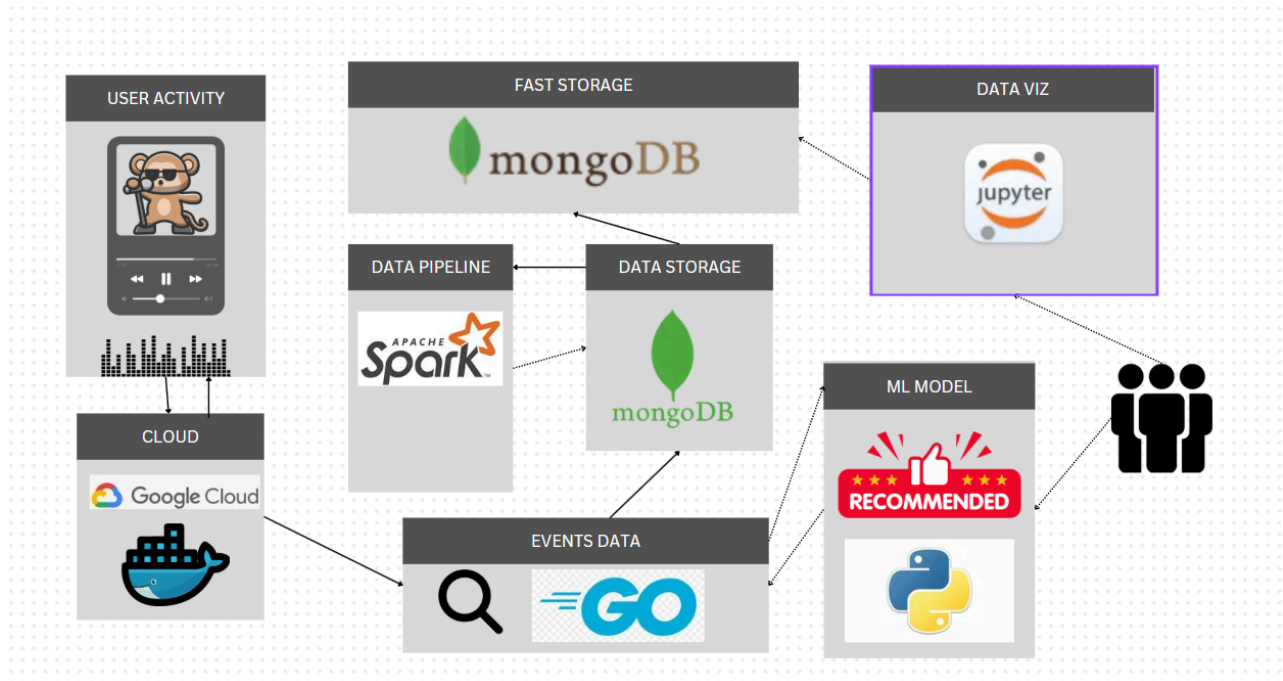 USER ACTIVITY
FAST STORAGE
mongoDB
DATA VIZ
jupyter
DATA PIPELINE
APACHE
Spark
DATA STORAGE
mongoDB
CLOUD
Google Cloud
EVENTS DATA
GO
ML MODEL
RECOMMENDED